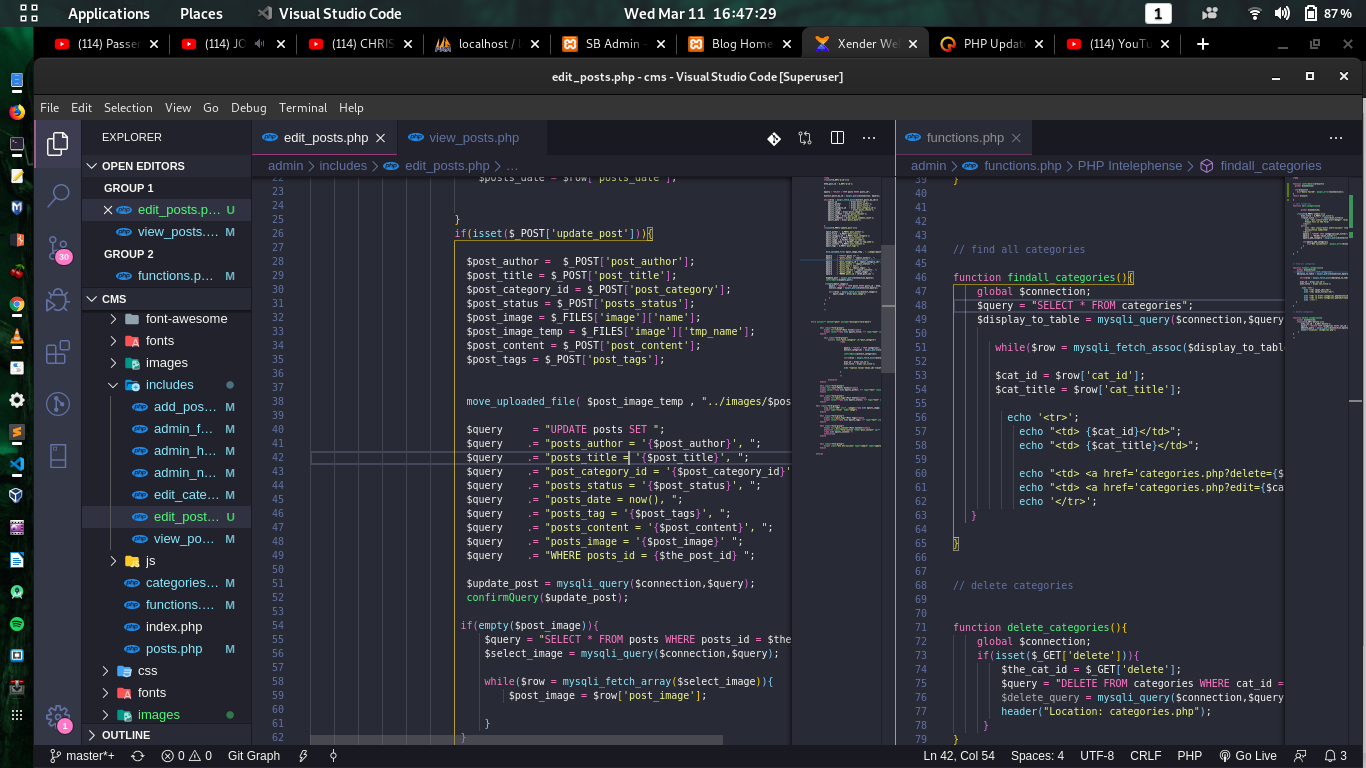 Applications Places Visual Studio Code Wed Mar 11 16:47:29 1 87 %
(114) Passe
(114) JO
(114) CHRIS
localhost / l
SB Admin -
Blog Home
Xender We
PHP Updat
(114) YouT
edit_posts.php - cms - Visual Studio Code [Superuser]
File Edit Selection View Go Debug Terminal Help
EXPLORER
OPEN EDITORS
GROUP 1
edit_posts.p... U
view_posts....
GROUP 2
functions.p...
CMS
font-awesome
fonts
images
includes
add_pos... M
admin_f... M
admin_h... M
admin_n... M
edit_cate... M
edit_post... U
view_po... M
js
categories... M
functions.... M
index.php
posts.php M
css
fonts
images
OUTLINE
30
1
edit_posts.php view_posts.php
admin > includes > edit_posts.php > ...
22 $posts_date = $row['posts_date'];
23
24
25 }
26 if(isset($_POST['update_post'])){
27
28 $post_author = $_POST['post_author'];
29 $post_title = $_POST['post_title'];
30 $post_category_id = $_POST['post_category'];
31 $post_status = $_POST['posts_status'];
32 $post_image = $_FILES['image']['name'];
33 $post_image_temp = $_FILES['image']['tmp_name'];
34 $post_content = $_POST['post_content'];
35 $post_tags = $_POST['post_tags'];
36
37
38 move_uploaded_file( $post_image_temp , "../images/$pos
39
40 $query = "UPDATE posts SET ";
41 $query .= "posts_author = '{$post_author}', ";
42 $query .= "posts_title = '{$post_title}', ";
43 $query .= "post_category_id = '{$post_category_id}'
44 $query .= "posts_status = '{$post_status}', ";
45 $query .= "posts_date = now(), ";
46 $query .= "posts_tag = '{$post_tags}', ";
47 $query .= "posts_content = '{$post_content}', ";
48 $query .= "posts_image = '{$post_image}' ";
49 $query .= "WHERE posts_id = {$the_post_id} ";
50
51 $update_post = mysqli_query($connection,$query);
52 confirmQuery($update_post);
53
54 if(empty($post_image)){
55 $query = "SELECT * FROM posts WHERE posts_id = $the
56 $select_image = mysqli_query($connection,$query);
57
58 while($row = mysqli_fetch_array($select_image)){
59 $post_image = $row['post_image'];
60
61 }
62 }
functions.php
admin > functions.php > PHP Intelephense > findall_categories
39 }
40
41
42
43
44 // find all categories
45
46 function findall_categories(){
47 global $connection;
48 $query = "SELECT * FROM categories";
49 $display_to_table = mysqli_query($connection,$query
50
51 while($row = mysqli_fetch_assoc($display_to_tabl
52
53 $cat_id = $row['cat_id'];
54 $cat_title = $row['cat_title'];
55
56 echo '<tr>';
57 echo "<td> {$cat_id}</td>";
58 echo "<td> {$cat_title}</td>";
59
60 echo "<td> <a href='categories.php?delete={$
61 echo "<td> <a href='categories.php?edit={$ca
62 echo '</tr>';
63 }
64
65 }
66
67
68 // delete categories
69
70
71 function delete_categories(){
72 global $connection;
73 if(isset($_GET['delete'])){
74 $the_cat_id = $_GET['delete'];
75 $query = "DELETE FROM categories WHERE cat_id =
76 $delete_query = mysqli_query($connection,$query
77 header("Location: categories.php");
78 }
79 }
master*+ 0 0 Git Graph Ln 42, Col 54 Spaces: 4 UTF-8 CRLF PHP Go Live 3